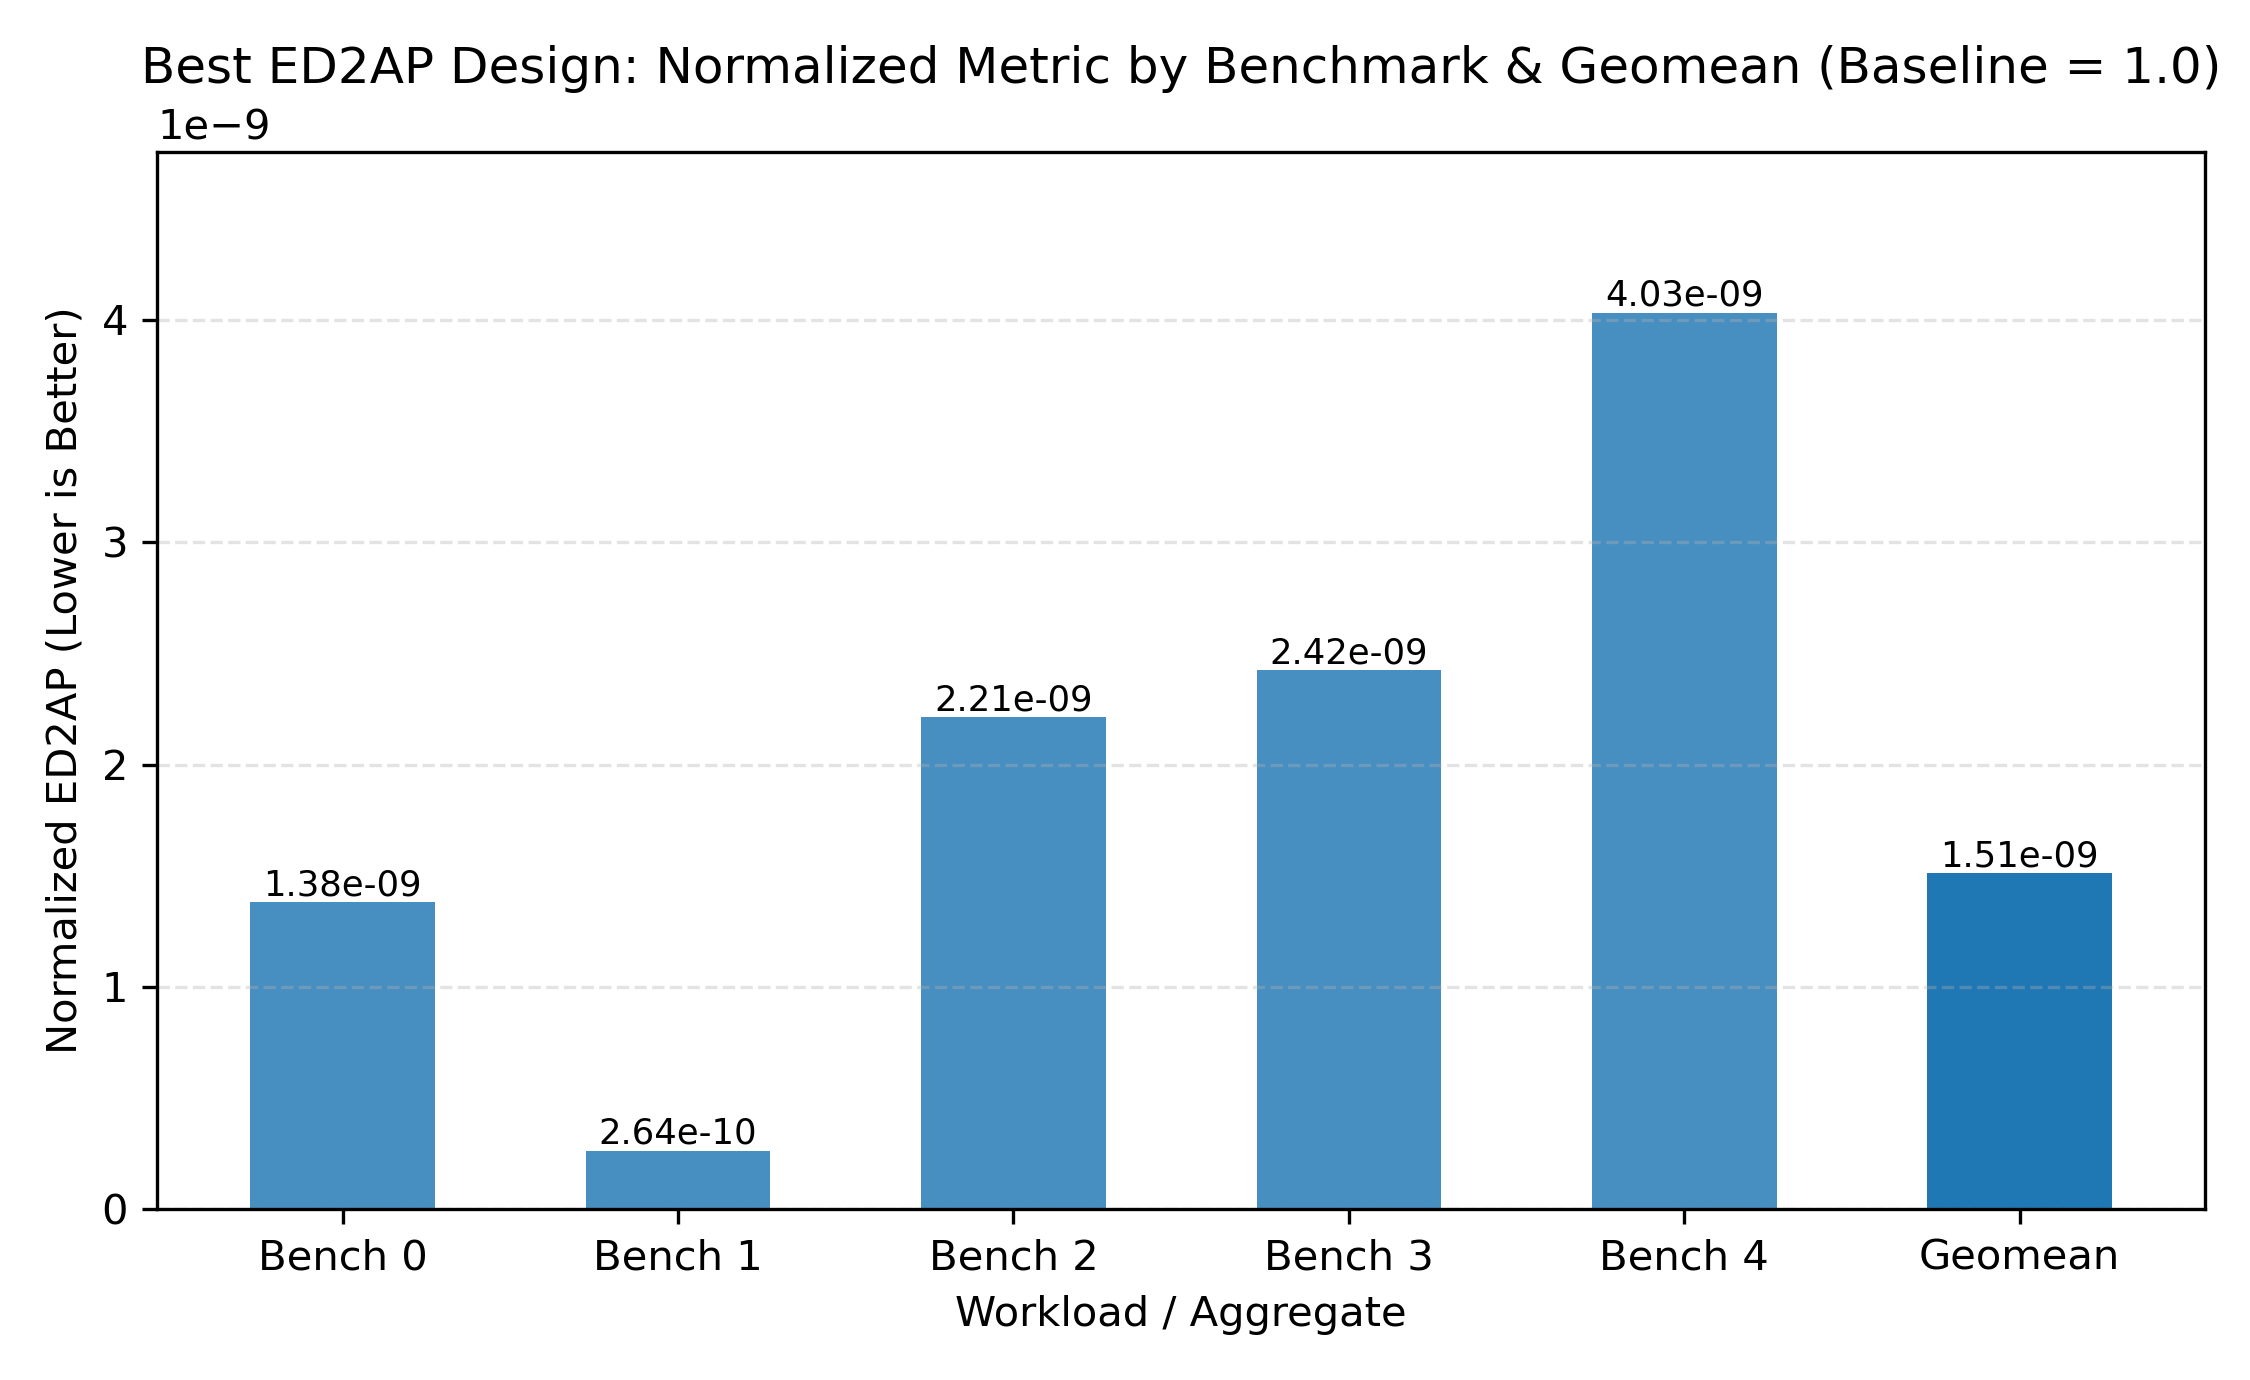 Best ED2AP Design: Normalized Metric by Benchmark & Geomean (Baseline = 1.0)
1e−9
Normalized ED2AP (Lower is Better)
4
3
2
1
0
1.38e-09
2.64e-10
2.21e-09
2.42e-09
4.03e-09
1.51e-09
Bench 0
Bench 1
Bench 2
Bench 3
Bench 4
Geomean
Workload / Aggregate